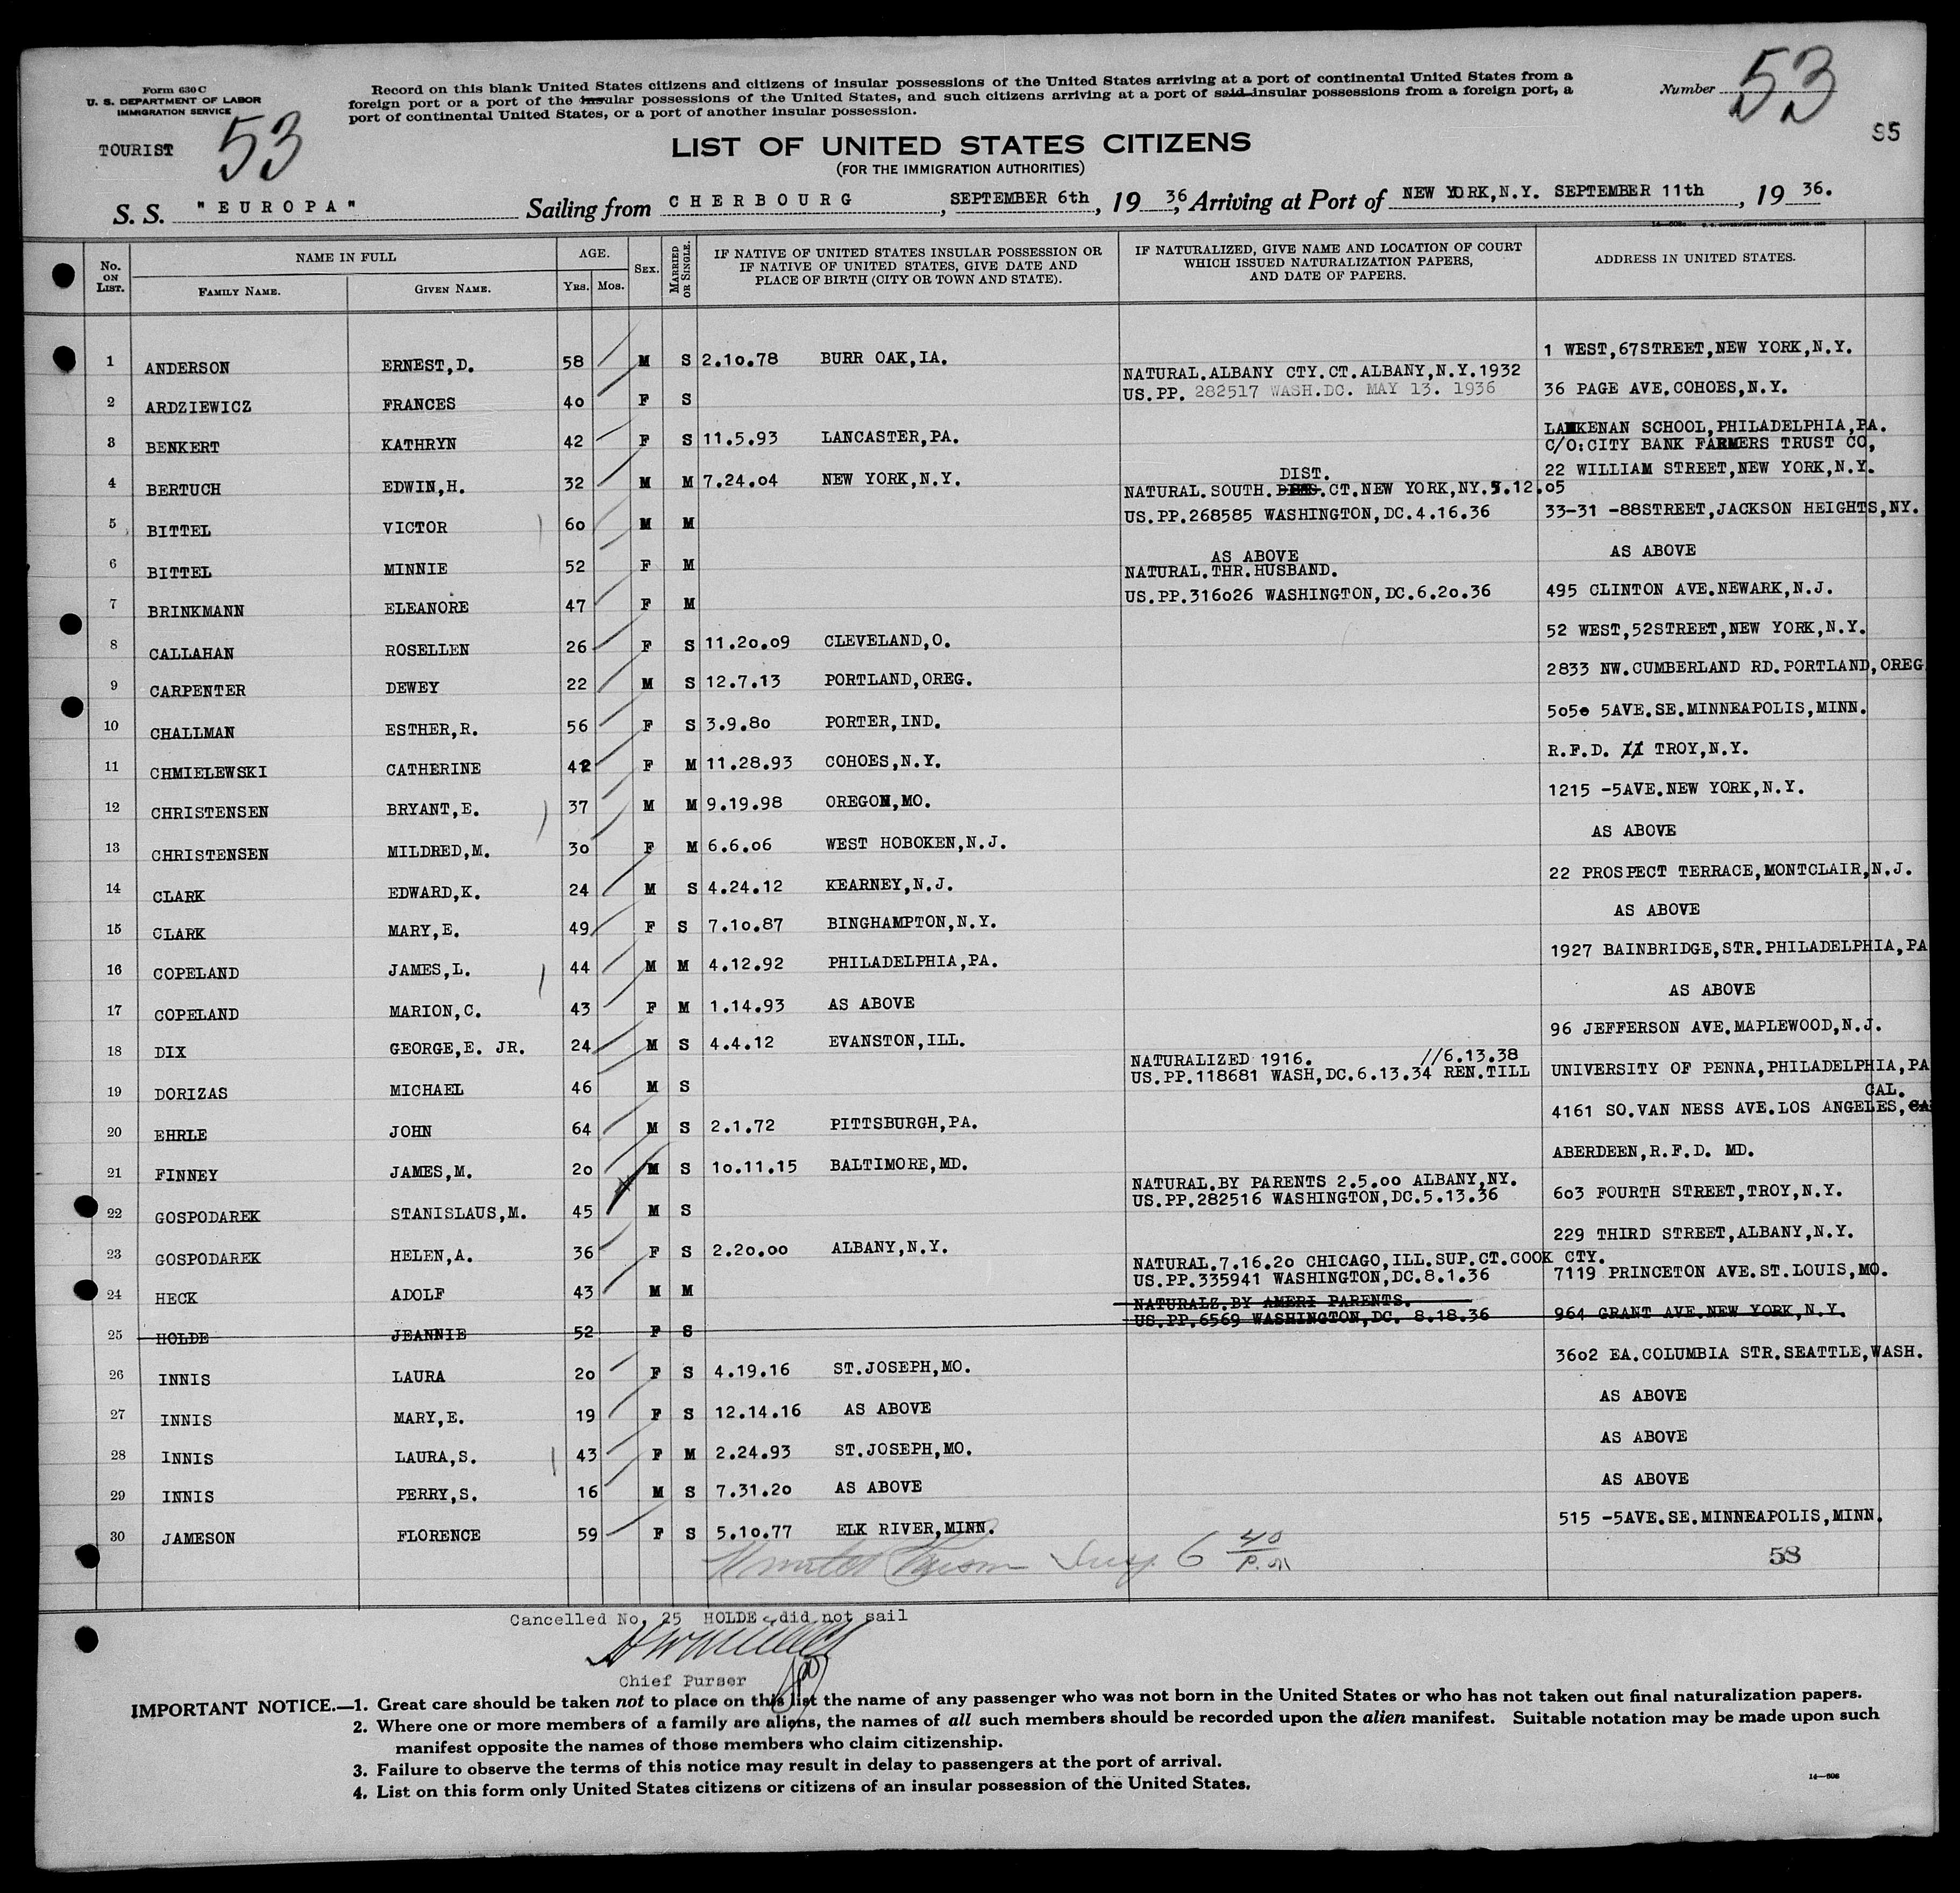 Form 630 C
U. S. DEPARTMENT OF LABOR
IMMIGRATION SERVICE
TOURIST
53
Record on this blank United States citizens and citizens of insular possessions of the United States arriving at a port of continental United States from a
foreign port or a port of the insular possessions of the United States, and such citizens arriving at a port of said insular possessions from a foreign port, a
port of continental United States, or a port of another insular possession.
Number 53
95
LIST OF UNITED STATES CITIZENS
(FOR THE IMMIGRATION AUTHORITIES)
S. S. "EUROPA" Sailing from CHERBOURG, SEPTEMBER 6th, 1936, Arriving at Port of NEW YORK, N.Y. SEPTEMBER 11th, 1936.
No. ON LIST. NAME IN FULL FAMILY NAME. GIVEN NAME. AGE. YRS. MOS. SEX. MARRIED OR SINGLE. IF NATIVE OF UNITED STATES INSULAR POSSESSION OR IF NATIVE OF UNITED STATES, GIVE DATE AND PLACE OF BIRTH (CITY OR TOWN AND STATE). IF NATURALIZED, GIVE NAME AND LOCATION OF COURT WHICH ISSUED NATURALIZATION PAPERS, AND DATE OF PAPERS. ADDRESS IN UNITED STATES.
1 ANDERSON ERNEST,D. 58 M S 2.10.78 BURR OAK,IA. 1 WEST,67STREET,NEW YORK,N.Y.
NATURAL.ALBANY CTY.CT.ALBANY,N.Y.1932
2 ARDZIEWICZ FRANCES 40 F S US.PP. 282517 WASH.DC. MAY 13. 1936 36 PAGE AVE.COHOES,N.Y.
3 BENKERT KATHRYN 42 F S 11.5.93 LANCASTER,PA. LANKENAN SCHOOL,PHILADELPHIA,PA.
C/O:CITY BANK FARMERS TRUST CO,
4 BERTUCH EDWIN,H. 32 M M 7.24.04 NEW YORK,N.Y. 22 WILLIAM STREET,NEW YORK,N.Y.
DIST.
NATURAL.SOUTH. .CT.NEW YORK,NY.5.12.05
5 BITTEL VICTOR 60 M M US.PP.268585 WASHINGTON,DC.4.16.36 33-31 -88STREET,JACKSON HEIGHTS,NY.
6 BITTEL MINNIE 52 F M AS ABOVE AS ABOVE
NATURAL.THR.HUSBAND.
7 BRINKMANN ELEANORE 47 F M US.PP.316026 WASHINGTON,DC.6.20.36 495 CLINTON AVE.NEWARK,N.J.
8 CALLAHAN ROSELLEN 26 F S 11.20.09 CLEVELAND,O. 52 WEST,52STREET,NEW YORK,N.Y.
9 CARPENTER DEWEY 22 M S 12.7.13 PORTLAND,OREG. 2833 NW.CUMBERLAND RD.PORTLAND,OREG
10 CHALLMAN ESTHER,R. 56 F S 3.9.80 PORTER,IND. 5050 5AVE.SE.MINNEAPOLIS,MINN.
11 CHMIELEWSKI CATHERINE 42 F M 11.28.93 COHOES,N.Y. R.F.D. 11 TROY,N.Y.
12 CHRISTENSEN BRYANT,E. 37 M M 9.19.98 OREGON,MO. 1215 -5AVE.NEW YORK,N.Y.
13 CHRISTENSEN MILDRED,M. 30 F M 6.6.06 WEST HOBOKEN,N.J. AS ABOVE
14 CLARK EDWARD,K. 24 M S 4.24.12 KEARNEY,N.J. 22 PROSPECT TERRACE,MONTCLAIR,N.J.
15 CLARK MARY,E. 49 F S 7.10.87 BINGHAMPTON,N.Y. AS ABOVE
16 COPELAND JAMES,L. 44 M M 4.12.92 PHILADELPHIA,PA. 1927 BAINBRIDGE,STR.PHILADELPHIA,PA
17 COPELAND MARION,C. 43 F M 1.14.93 AS ABOVE AS ABOVE
18 DIX GEORGE,E. JR. 24 M S 4.4.12 EVANSTON,ILL. 96 JEFFERSON AVE.MAPLEWOOD,N.J.
NATURALIZED 1916. //6.13.38
19 DORIZAS MICHAEL 46 M S US.PP.118681 WASH,DC.6.13.34 REN.TILL UNIVERSITY OF PENNA,PHILADELPHIA,PA
CAL.
20 EHRLE JOHN 64 M S 2.1.72 PITTSBURGH,PA. 4161 SO.VAN NESS AVE.LOS ANGELES,
21 FINNEY JAMES,M. 20 M S 10.11.15 BALTIMORE,MD. ABERDEEN,R.F.D. MD.
NATURAL.BY PARENTS 2.5.00 ALBANY,NY.
22 GOSPODAREK STANISLAUS,M. 45 M S US.PP.282516 WASHINGTON,DC.5.13.36 603 FOURTH STREET,TROY,N.Y.
23 GOSPODAREK HELEN,A. 36 F S 2.20.00 ALBANY,N.Y. 229 THIRD STREET,ALBANY,N.Y.
NATURAL.7.16.20 CHICAGO,ILL.SUP.CT.COOK CTY.
24 HECK ADOLF 43 M M US.PP.335941 WASHINGTON,DC.8.1.36 7119 PRINCETON AVE.ST.LOUIS,MO.
NATURALZ.BY AMERI PARENTS.
25 HOLDE JEANNIE 52 F S US.PP.6569 WASHINGTON,DC. 8.18.36 964 GRANT AVE.NEW YORK,N.Y.
26 INNIS LAURA 20 F S 4.19.16 ST.JOSEPH,MO. 3602 EA.COLUMBIA STR.SEATTLE,WASH.
27 INNIS MARY,E. 19 F S 12.14.16 AS ABOVE AS ABOVE
28 INNIS LAURA,S. 43 F M 2.24.93 ST.JOSEPH,MO. AS ABOVE
29 INNIS PERRY,S. 16 M S 7.31.20 AS ABOVE AS ABOVE
30 JAMESON FLORENCE 59 F S 5.10.77 ELK RIVER,MINN. 515 -5AVE.SE.MINNEAPOLIS,MINN.
Insp. 6 40 P.M
58
Cancelled No. 25 HOLDE - did not sail
Chief Purser
IMPORTANT NOTICE.—1. Great care should be taken not to place on this list the name of any passenger who was not born in the United States or who has not taken out final naturalization papers.
2. Where one or more members of a family are aliens, the names of all such members should be recorded upon the alien manifest. Suitable notation may be made upon such
manifest opposite the names of those members who claim citizenship.
3. Failure to observe the terms of this notice may result in delay to passengers at the port of arrival.
4. List on this form only United States citizens or citizens of an insular possession of the United States.
14—608